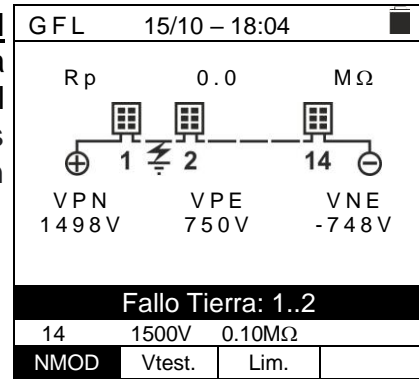 GFL 15/10 – 18:04
Rp 0.0 MΩ
1 2 14
VPN VPE VNE
1498V 750V -748V
Fallo Tierra: 1..2
14 1500V 0.10MΩ
NMOD Vtest. Lim.